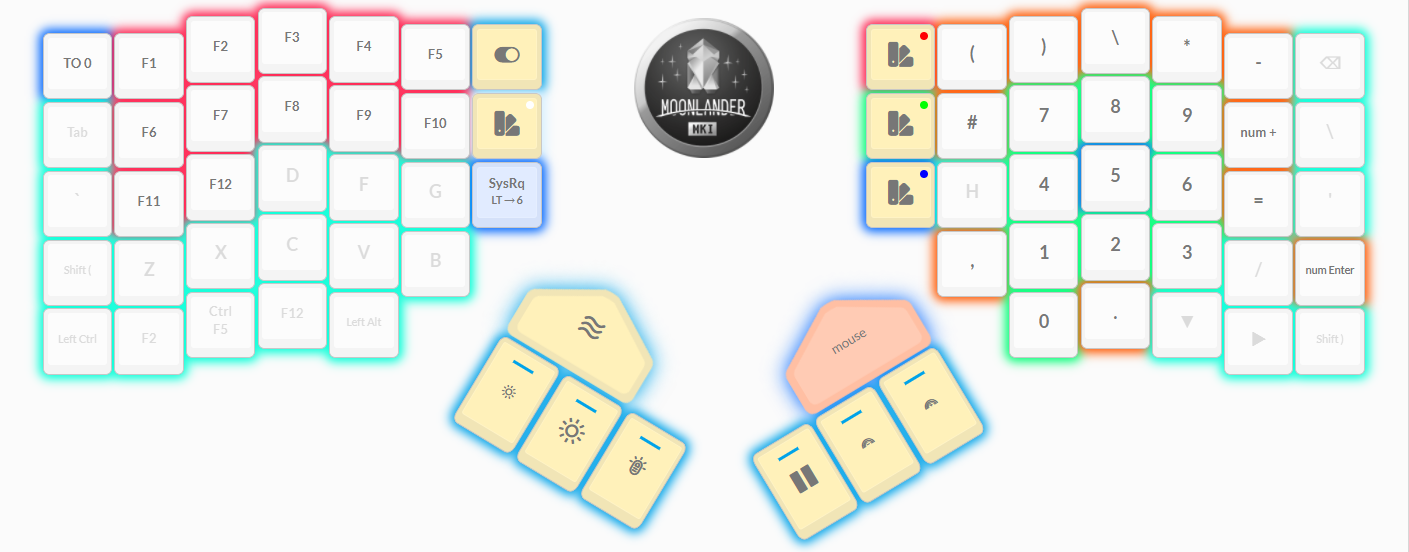 TO 0
F1
F2
F3
F4
F5
Tab
F6
F7
F8
F9
F10
`
F11
F12
D
F
G
SysRq
LT→6
Shift (
Z
X
C
V
B
Left Ctrl
F2
Ctrl
F5
F12
Left Alt
MOONLANDER
MKI
(
)
\
*
-
#
7
8
9
num +
\
H
4
5
6
=
'
,
1
2
3
/
num Enter
0
.
Shift )
mouse